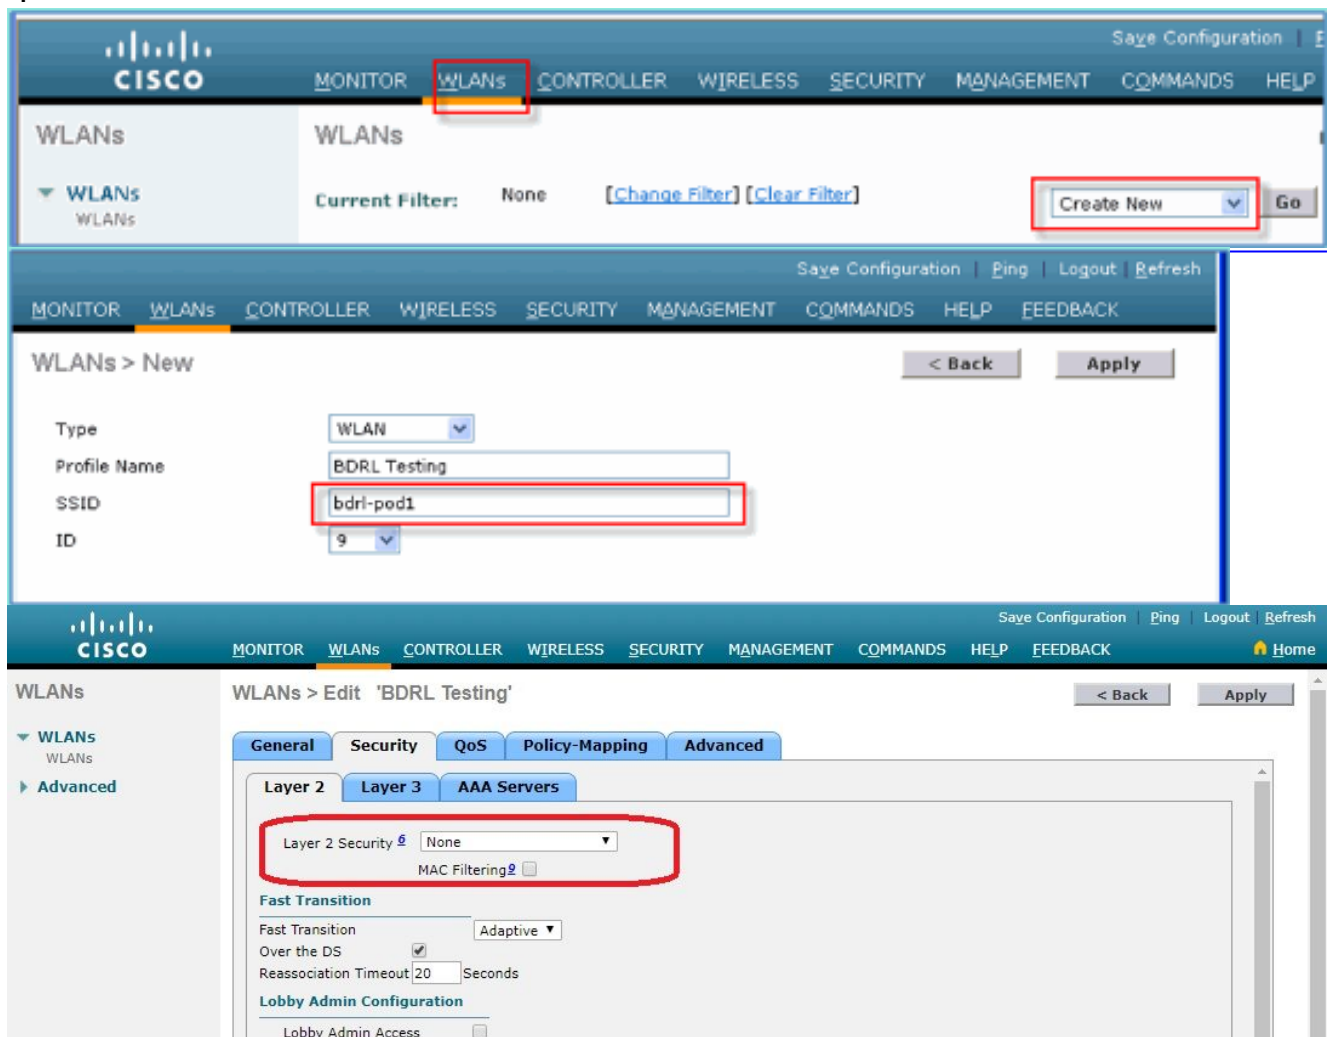 Save Configuration
CISCO
MONITOR WLANs CONTROLLER WIRELESS SECURITY MANAGEMENT COMMANDS HELP
WLANs WLANs
WLANs Current Filter: None [Change Filter] [Clear Filter] Create New Go
WLANs
Save Configuration Ping Logout Refresh
MONITOR WLANs CONTROLLER WIRELESS SECURITY MANAGEMENT COMMANDS HELP FEEDBACK
WLANs > New < Back Apply
Type WLAN
Profile Name BDRL Testing
SSID bdrl-pod1
ID 9
Save Configuration Ping Logout Refresh
CISCO MONITOR WLANs CONTROLLER WIRELESS SECURITY MANAGEMENT COMMANDS HELP FEEDBACK Home
WLANs WLANs > Edit 'BDRL Testing' < Back Apply
WLANs
WLANs
Advanced
General Security QoS Policy-Mapping Advanced
Layer 2 Layer 3 AAA Servers
Layer 2 Security 6 None
MAC Filtering 9
Fast Transition
Fast Transition Adaptive
Over the DS
Reassociation Timeout 20 Seconds
Lobby Admin Configuration
Lobby Admin Access